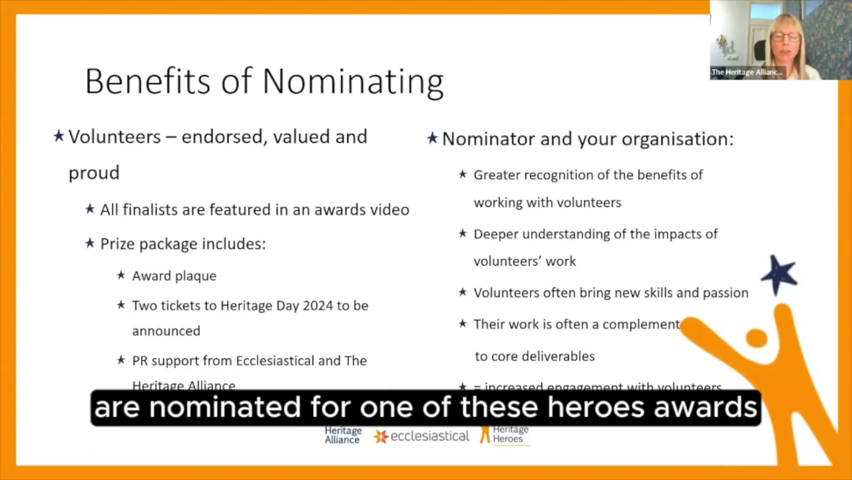 The Heritage Allianc...
Benefits of Nominating
Volunteers – endorsed, valued and
proud
All finalists are featured in an awards video
Prize package includes:
Award plaque
Two tickets to Heritage Day 2024 to be
announced
PR support from Ecclesiastical and The
Heritage Alliance
Nominator and your organisation:
Greater recognition of the benefits of
working with volunteers
Deeper understanding of the impacts of
volunteers' work
Volunteers often bring new skills and passion
Their work is often a complement
to core deliverables
= increased engagement with volunteers
are nominated for one of these heroes awards
Heritage
Alliance
ecclesiastical
Heritage
Heroes